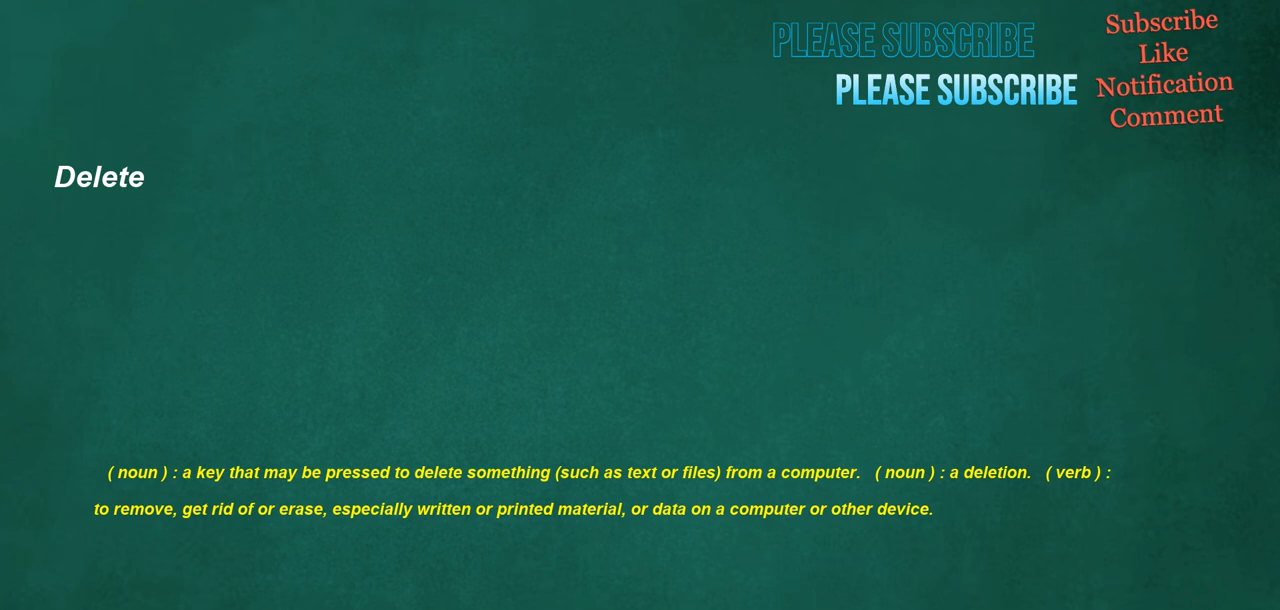 PLEASE SUBSCRIBE
PLEASE SUBSCRIBE
Subscribe
Like
Notification
Comment
Delete
( noun ) : a key that may be pressed to delete something (such as text or files) from a computer.   ( noun ) : a deletion.   ( verb ) :
to remove, get rid of or erase, especially written or printed material, or data on a computer or other device.